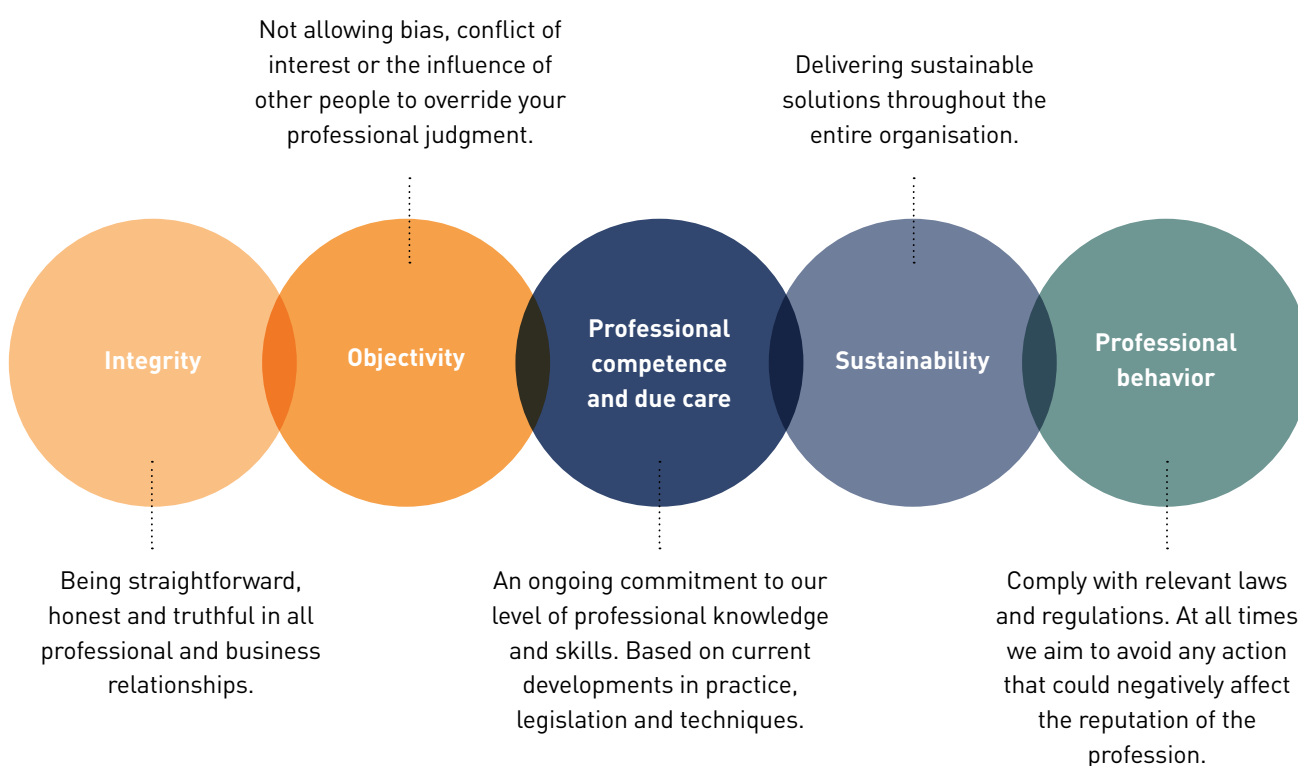 Not allowing bias, conflict of
interest or the influence of
other people to override your
professional judgment.
Delivering sustainable
solutions throughout the
entire organisation.
Integrity
Objectivity
Professional
competence
and due care
Sustainability
Professional
behavior
Being straightforward,
honest and truthful in all
professional and business
relationships.
An ongoing commitment to our
level of professional knowledge
and skills. Based on current
developments in practice,
legislation and techniques.
Comply with relevant laws
and regulations. At all times
we aim to avoid any action
that could negatively affect
the reputation of the
profession.